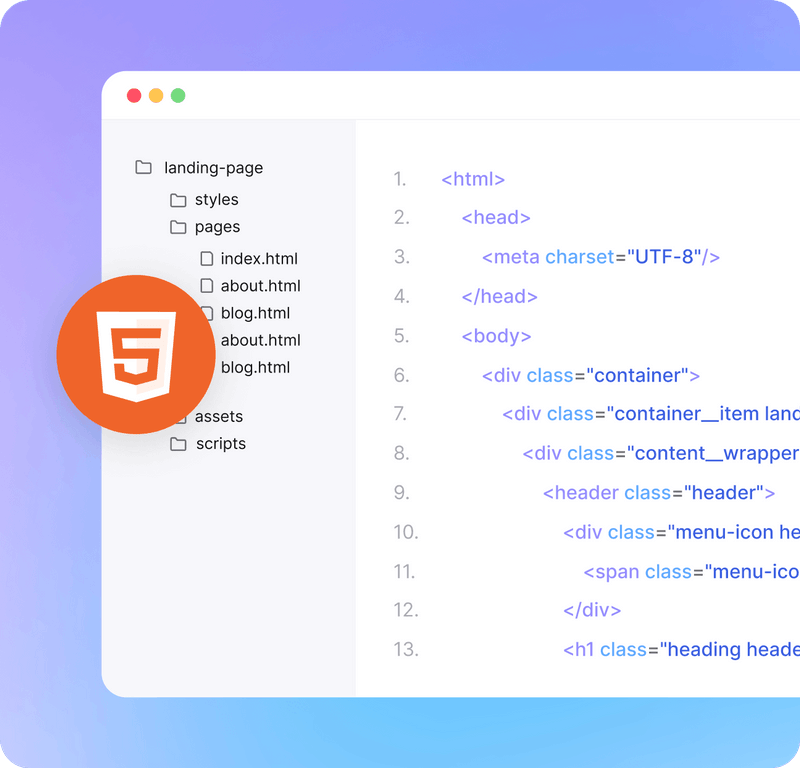 landing-page
styles
pages
index.html
about.html
blog.html
about.html
blog.html
assets
scripts
1. <html>
2. <head>
3. <meta charset="UTF-8"/>
4. </head>
5. <body>
6. <div class="container">
7. <div class="container__item land
8. <div class="content__wrapper
9. <header class="header">
10. <div class="menu-icon he
11. <span class="menu-ico
12. </div>
13. <h1 class="heading heade